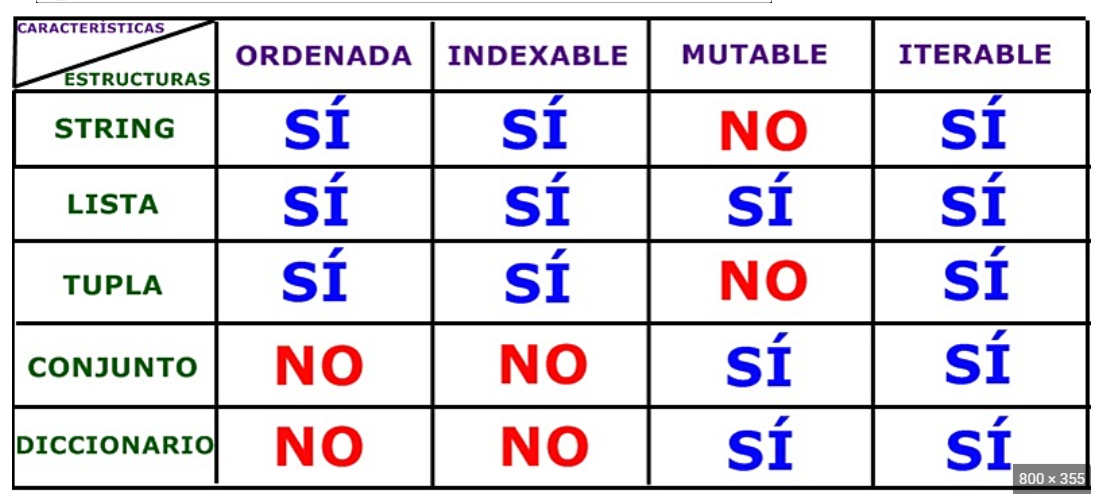 CARACTERÍSTICAS
ESTRUCTURAS
ORDENADA INDEXABLE MUTABLE ITERABLE
STRING SÍ SÍ NO SÍ
LISTA SÍ SÍ SÍ SÍ
TUPLA SÍ SÍ NO SÍ
CONJUNTO NO NO SÍ SÍ
DICCIONARIO NO NO SÍ SÍ
800 × 355